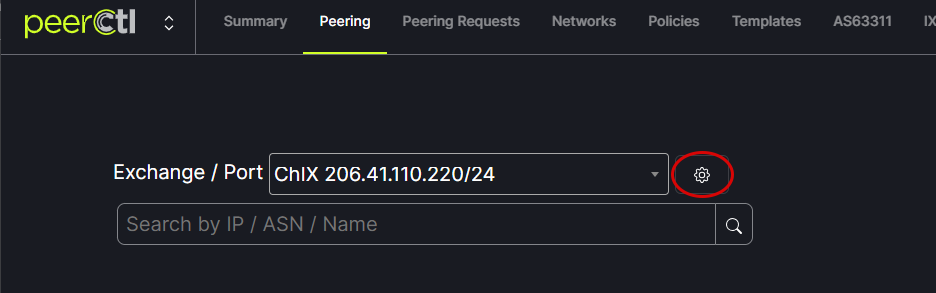 peerCtl Summary Peering Peering Requests Networks Policies Templates AS63311 IX
Exchange / Port ChIX 206.41.110.220/24
Search by IP / ASN / Name